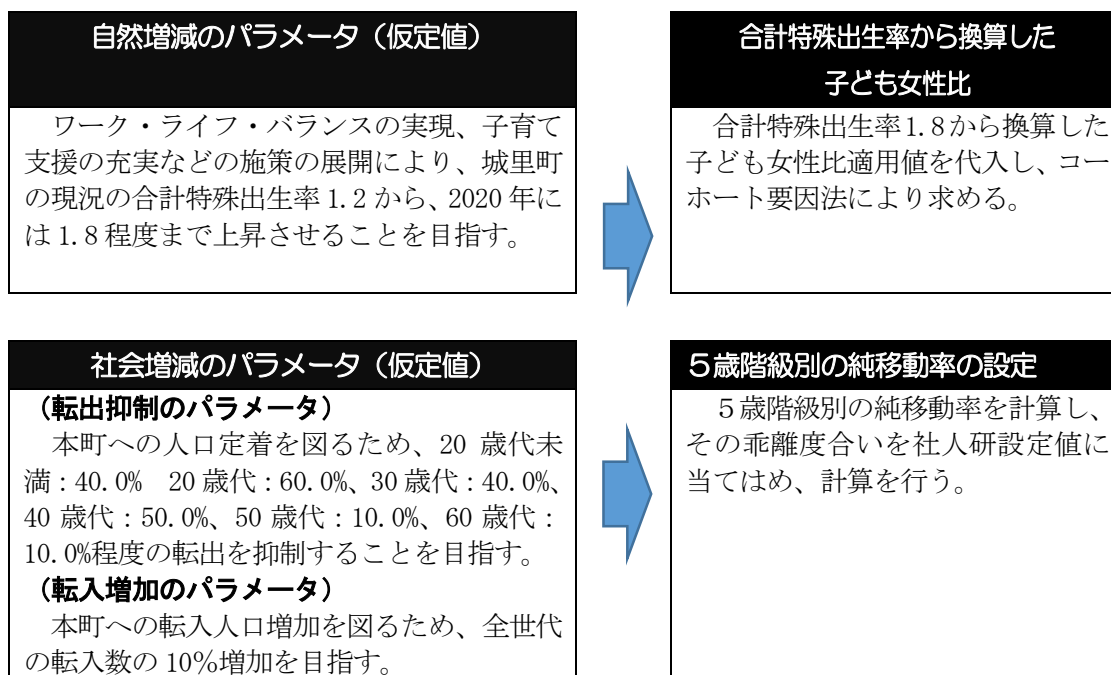 自然増減のパラメータ（仮定値）
ワーク・ライフ・バランスの実現、子育て
支援の充実などの施策の展開により、城里町
の現況の合計特殊出生率 1.2 から、2020 年に
は 1.8 程度まで上昇させることを目指す。
合計特殊出生率から換算した
子ども女性比
合計特殊出生率1.8から換算した
子ども女性比適用値を代入し、コー
ホート要因法により求める。
社会増減のパラメータ（仮定値）
（転出抑制のパラメータ）
本町への人口定着を図るため、20 歳代未
満：40.0%　20 歳代：60.0%、30 歳代：40.0%、
40 歳代：50.0%、50 歳代：10.0%、60 歳代：
10.0%程度の転出を抑制することを目指す。
（転入増加のパラメータ）
本町への転入人口増加を図るため、全世代
の転入数の 10％増加を目指す。
５歳階級別の純移動率の設定
５歳階級別の純移動率を計算し、
その乖離度合いを社人研設定値に
当てはめ、計算を行う。